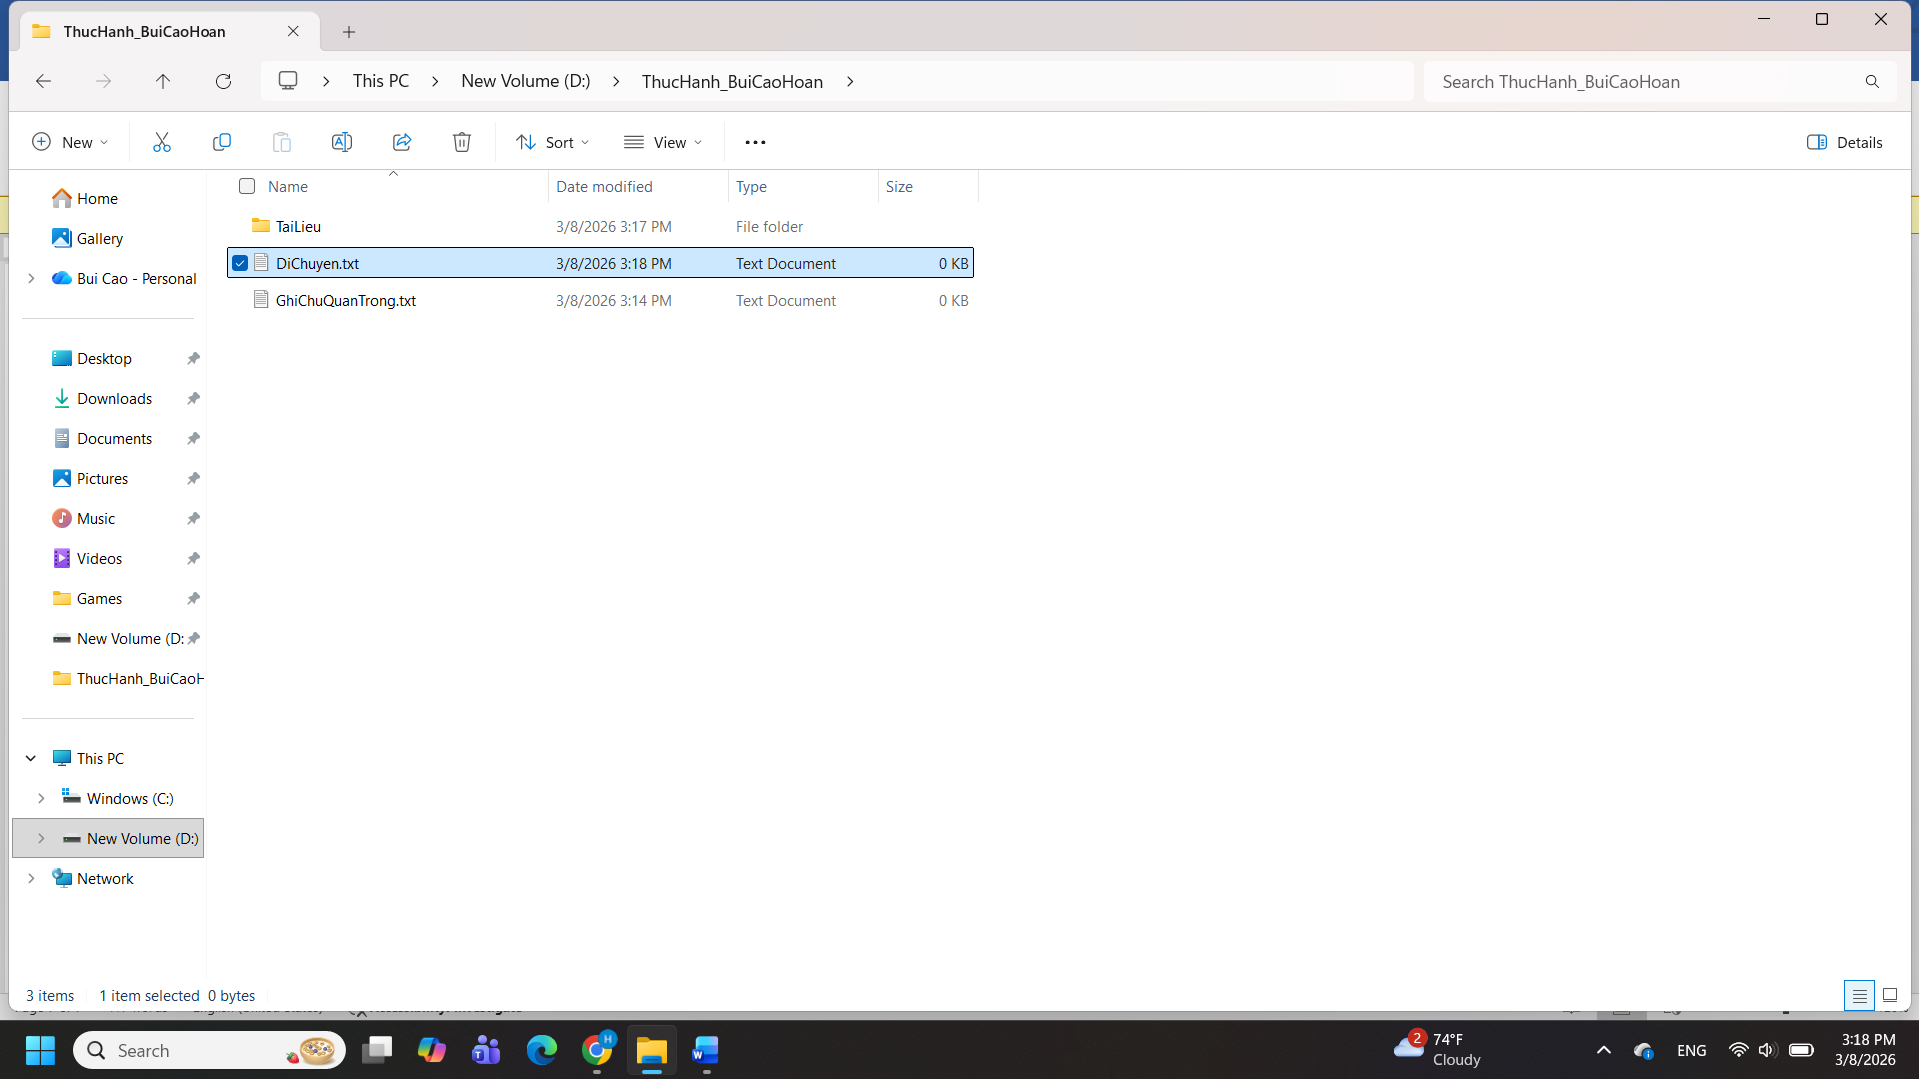 ThucHanh_BuiCaoHoan
This PC
New Volume (D:)
ThucHanh_BuiCaoHoan
Search ThucHanh_BuiCaoHoan
New
Sort
View
Details
Name Date modified Type Size
TaiLieu 3/8/2026 3:17 PM File folder
DiChuyen.txt 3/8/2026 3:18 PM Text Document 0 KB
GhiChuQuanTrong.txt 3/8/2026 3:14 PM Text Document 0 KB
Home
Gallery
Bui Cao - Personal
Desktop
Downloads
Documents
Pictures
Music
Videos
Games
New Volume (D:
ThucHanh_BuiCaoH
This PC
Windows (C:)
New Volume (D:)
Network
3 items 1 item selected 0 bytes
Search
H
2
74°F
Cloudy
ENG
3:18 PM
3/8/2026